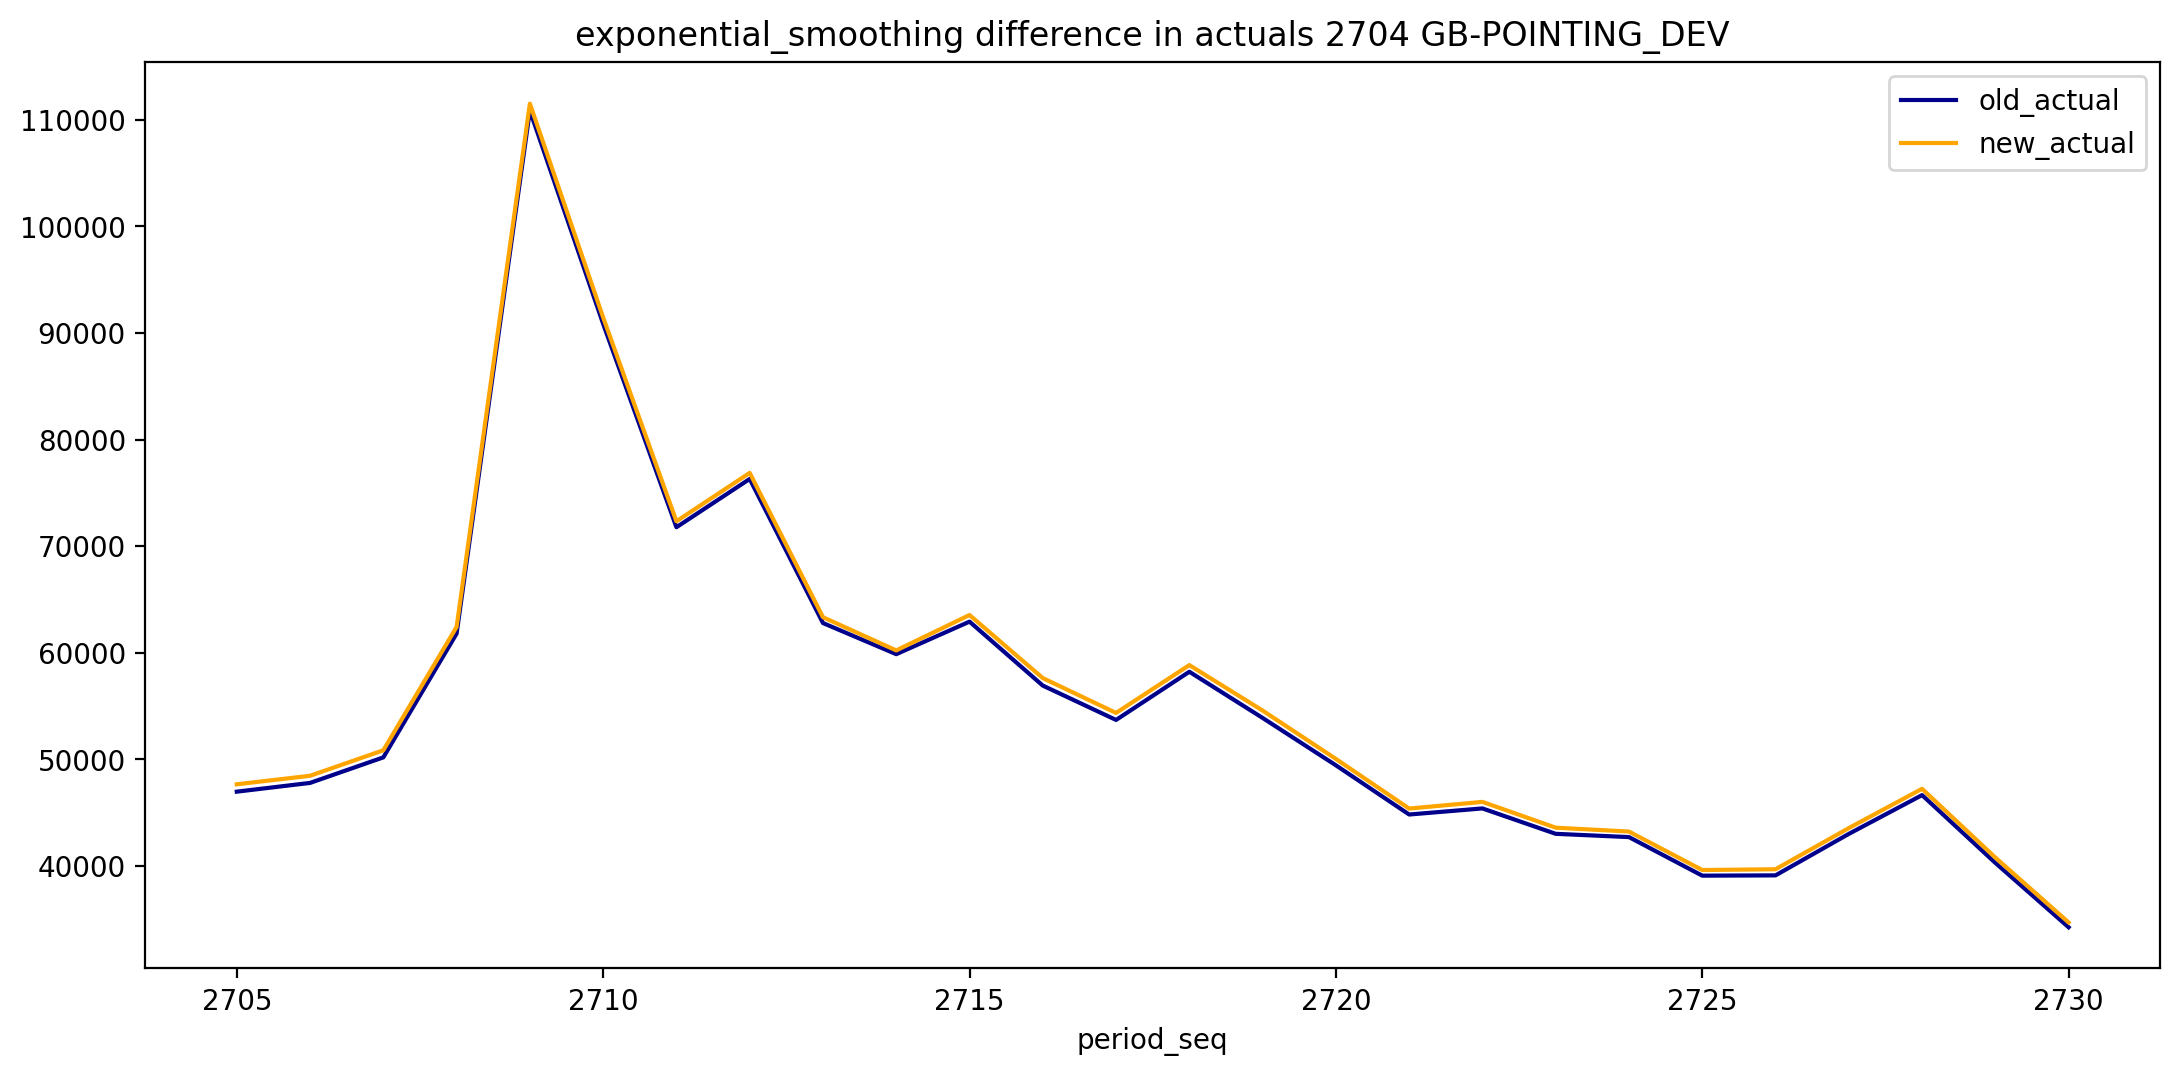 exponential_smoothing difference in actuals 2704 GB-POINTING_DEV
old_actual
new_actual
110000
100000
90000
80000
70000
60000
50000
40000
2705 2710 2715 2720 2725 2730
period_seq